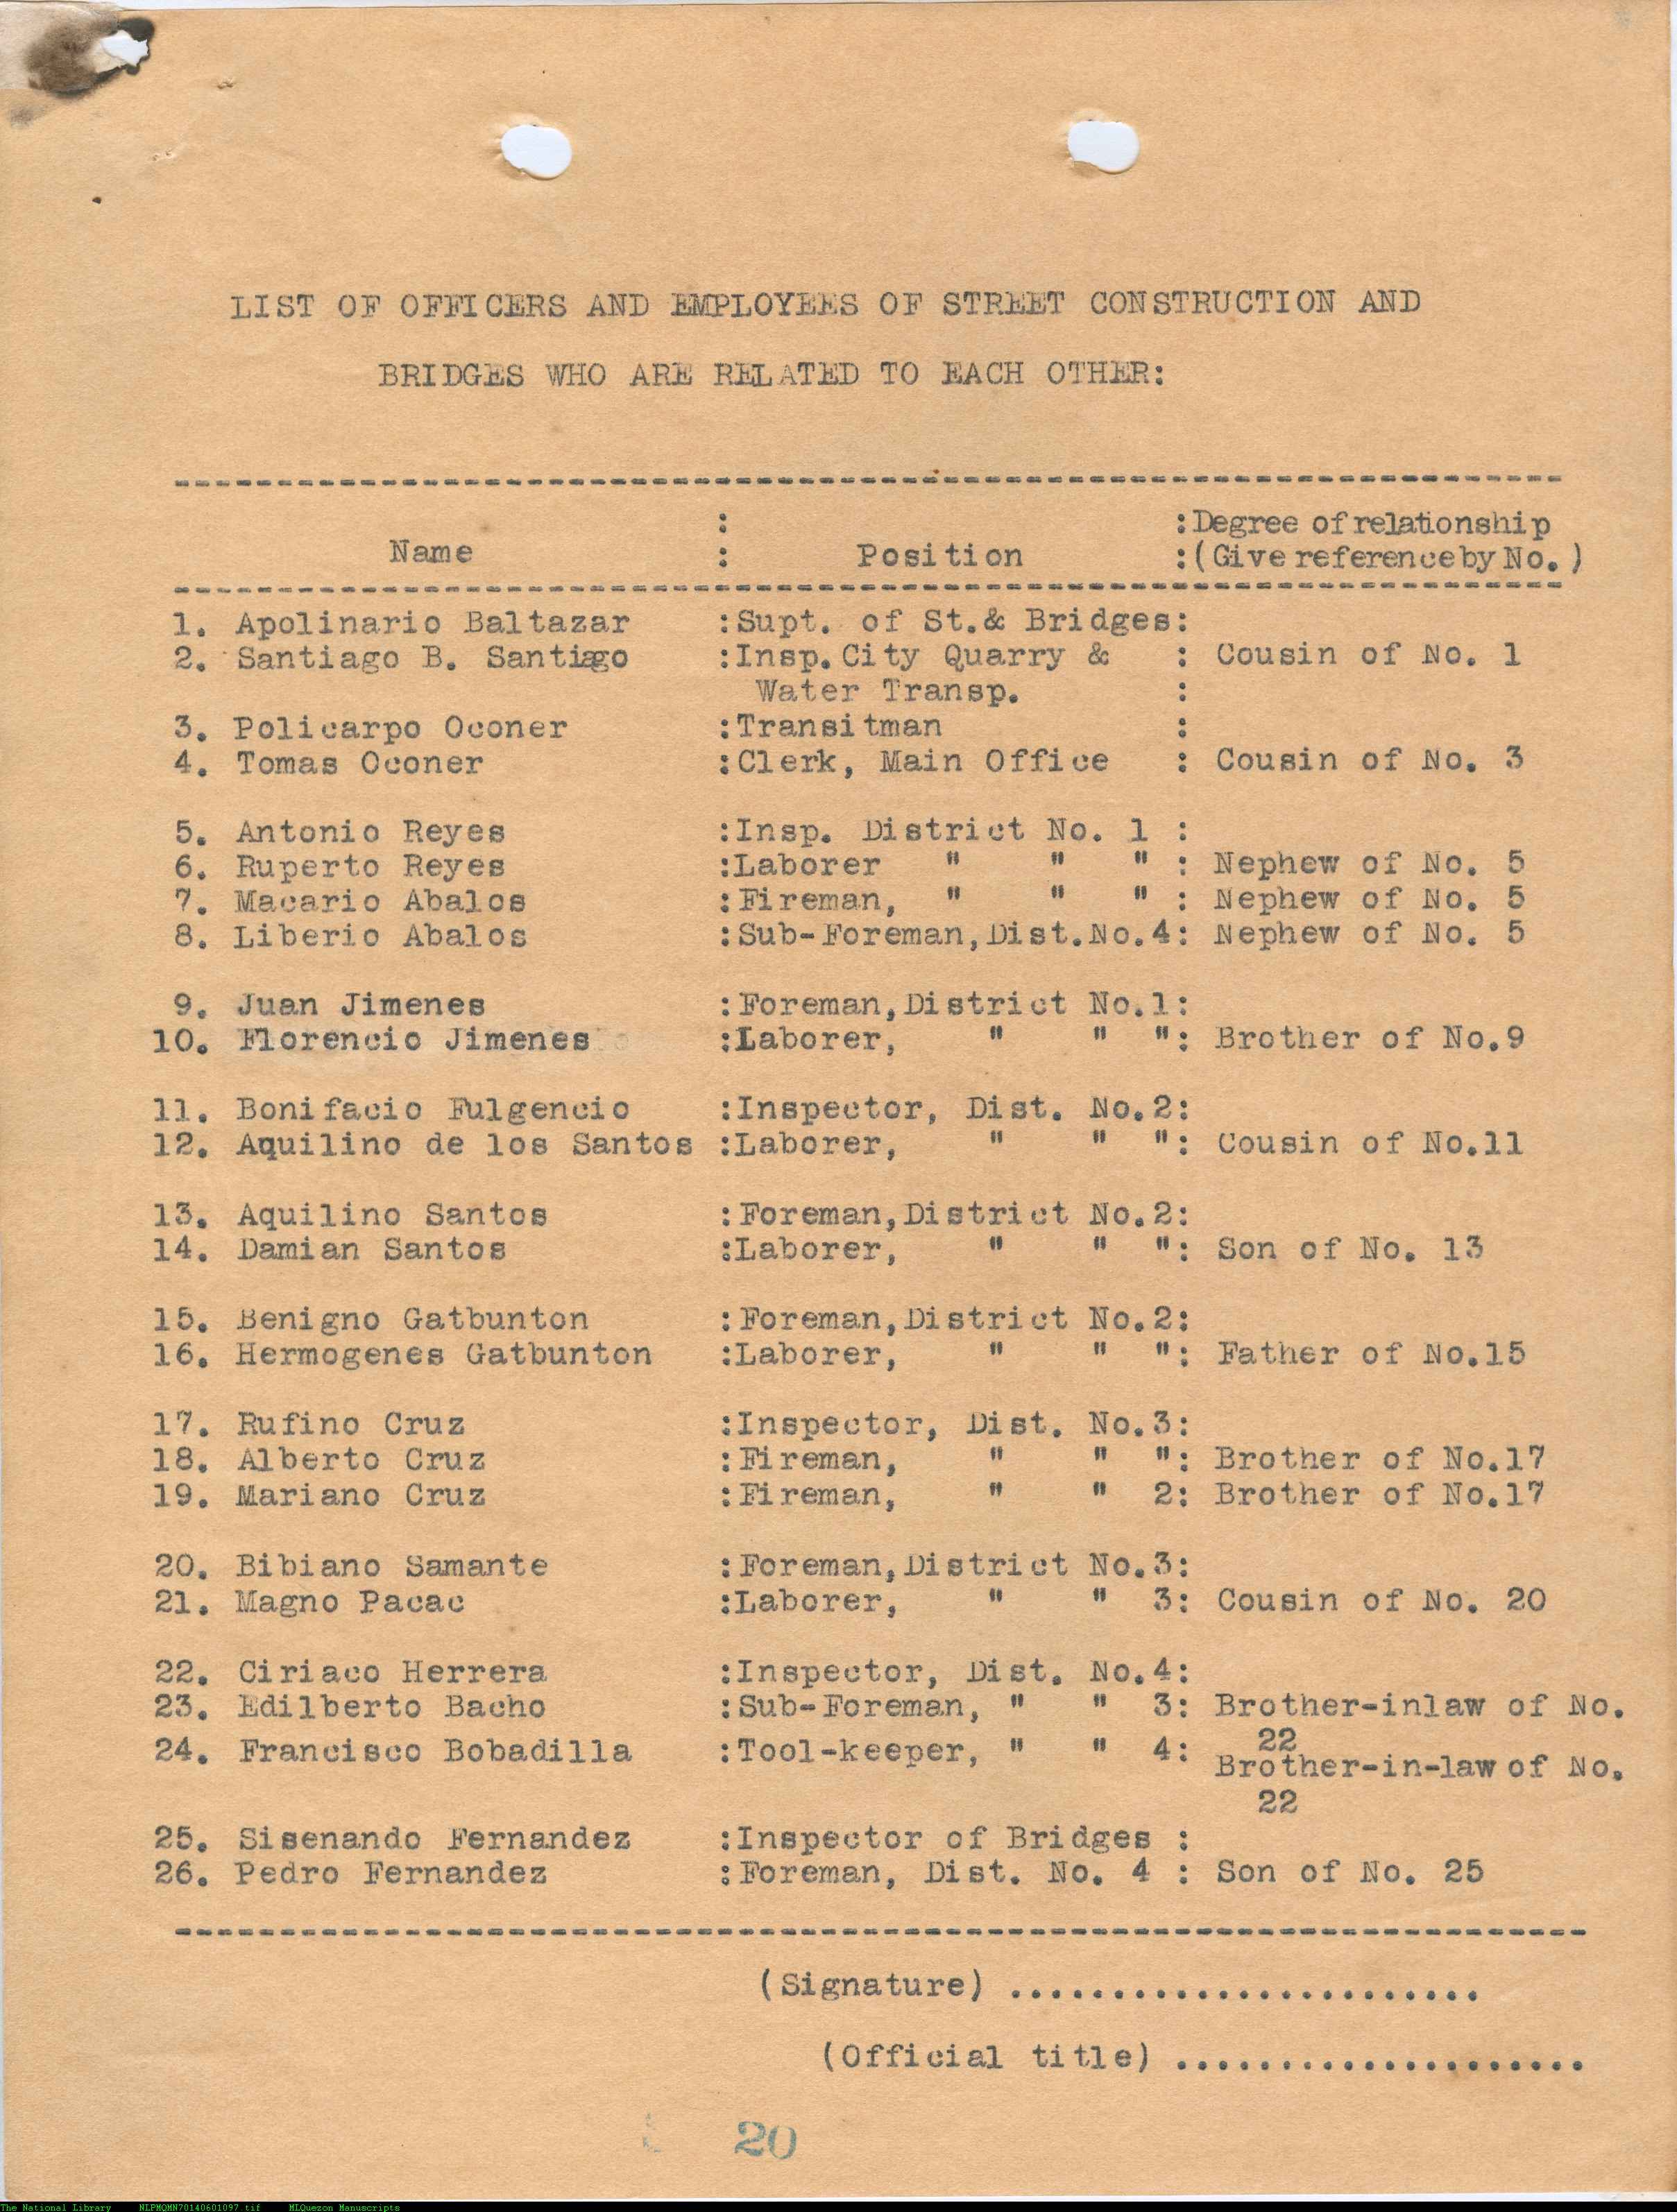 LIST OF OFFICERS AND EMPLOYEES OF STREET CONSTRUCTION AND
BRIDGES WHO ARE RELATED TO EACH OTHER:
--------------------------------------------------------------------
: :Degree of relationship
Name : Position :(Give reference by No.)
--------------------------------------------------------------------
1. Apolinario Baltazar :Supt. of St.& Bridges:
2. Santiago B. Santiago :Insp.City Quarry & : Cousin of No. 1
Water Transp. :
3. Policarpo Oconer :Transitman :
4. Tomas Oconer :Clerk, Main Office : Cousin of No. 3
5. Antonio Reyes :Insp. District No. 1 :
6. Ruperto Reyes :Laborer " " " : Nephew of No. 5
7. Macario Abalos :Fireman, " " " : Nephew of No. 5
8. Liberio Abalos :Sub-Foreman,Dist.No.4: Nephew of No. 5
9. Juan Jimenes :Foreman,District No.1:
10. Florencio Jimenes :Laborer, " " ": Brother of No.9
11. Bonifacio Fulgencio :Inspector, Dist. No.2:
12. Aquilino de los Santos :Laborer, " " ": Cousin of No.11
13. Aquilino Santos :Foreman,District No.2:
14. Damian Santos :Laborer, " " ": Son of No. 13
15. Benigno Gatbunton :Foreman,District No.2:
16. Hermogenes Gatbunton :Laborer, " " ": Father of No.15
17. Rufino Cruz :Inspector, Dist. No.3:
18. Alberto Cruz :Fireman, " " ": Brother of No.17
19. Mariano Cruz :Fireman, " " 2: Brother of No.17
20. Bibiano Samante :Foreman,District No.3:
21. Magno Pacac :Laborer, " " 3: Cousin of No. 20
22. Ciriaco Herrera :Inspector, Dist. No.4:
23. Edilberto Bacho :Sub-Foreman, " " 3: Brother-inlaw of No.
22
24. Francisco Bobadilla :Tool-keeper, " " 4: Brother-in-law of No.
22
25. Sisenando Fernandez :Inspector of Bridges :
26. Pedro Fernandez :Foreman, Dist. No. 4 : Son of No. 25
--------------------------------------------------------------------
(Signature) .......................
(Official title) ....................
20
The National Library NLPMQMN70140601097.tif MLQuezon Manuscripts